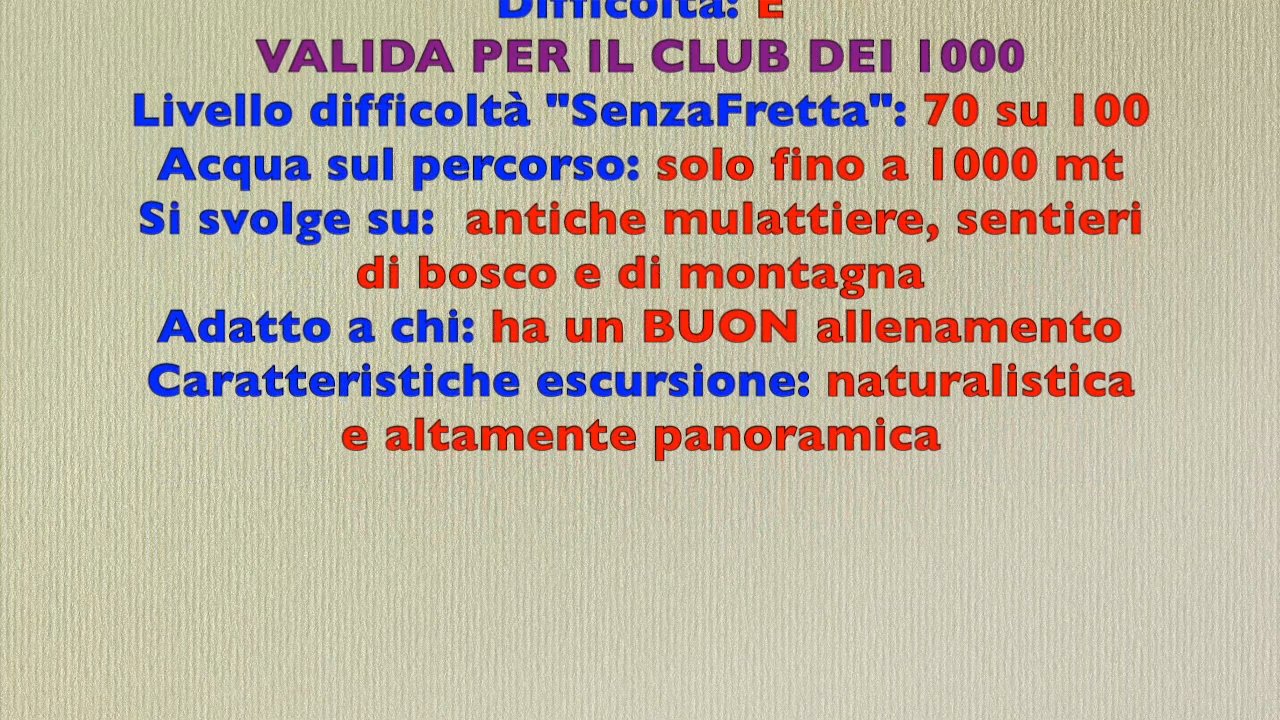 Difficoltà: E
VALIDA PER IL CLUB DEI 1000
Livello difficoltà "SenzaFretta": 70 su 100
Acqua sul percorso: solo fino a 1000 mt
Si svolge su:  antiche mulattiere, sentieri
di bosco e di montagna
Adatto a chi: ha un BUON allenamento
Caratteristiche escursione: naturalistica
e altamente panoramica